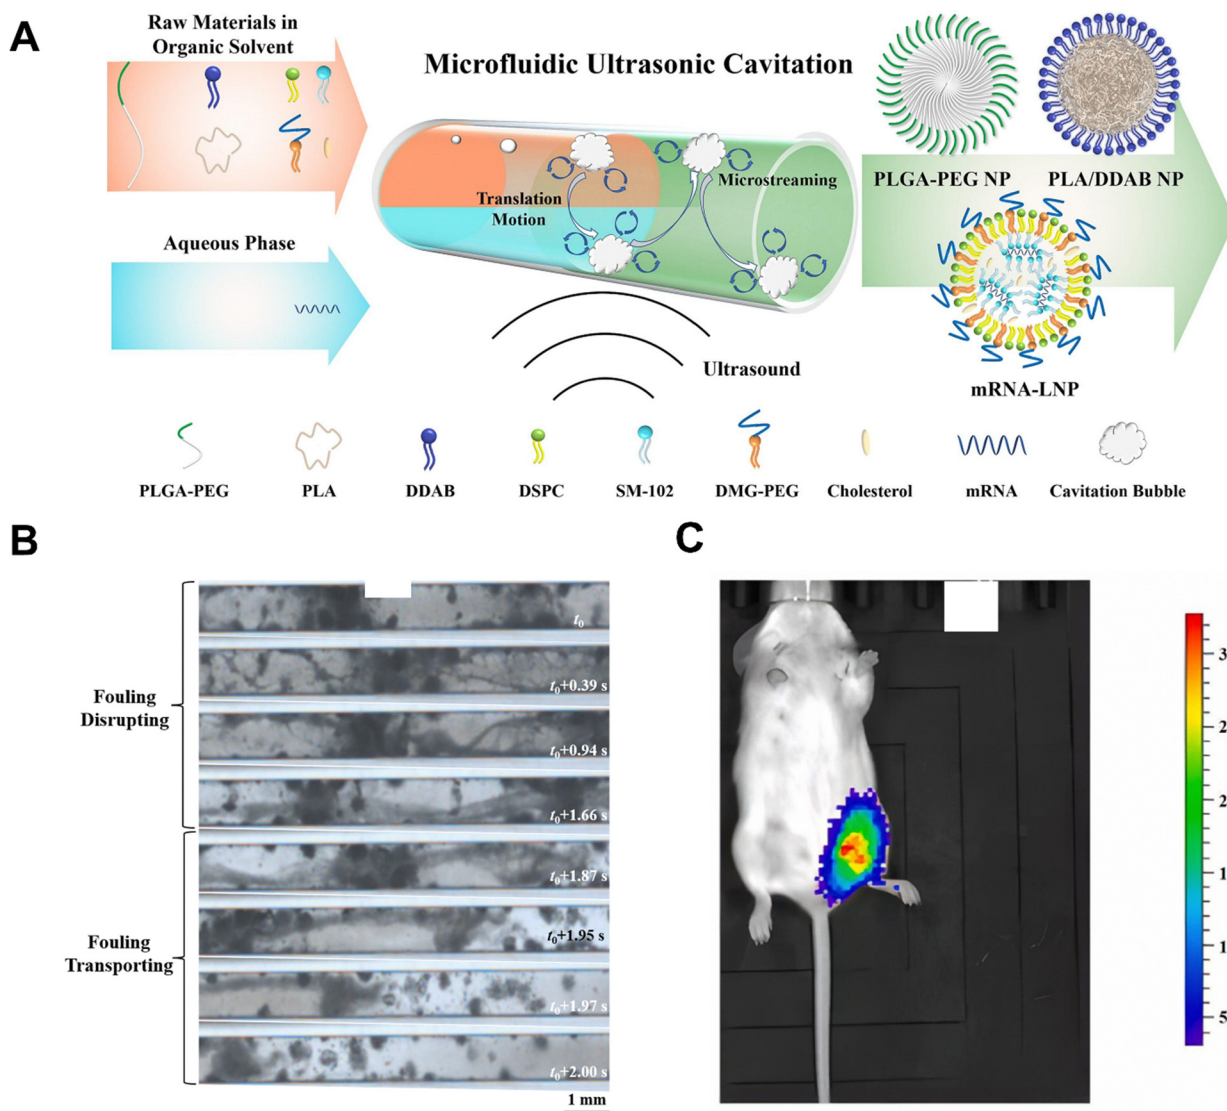 A
Raw Materials in
Organic Solvent
Microfluidic Ultrasonic Cavitation
Translation
Motion
Microstreaming
PLGA-PEG NP
PLA/DDAB NP
Aqueous Phase
Ultrasound
mRNA-LNP
PLGA-PEG
PLA
DDAB
DSPC
SM-102
DMG-PEG
Cholesterol
mRNA
Cavitation Bubble
B
Fouling
Disrupting
t₀
t₀+0.39 s
t₀+0.94 s
t₀+1.66 s
Fouling
Transporting
t₀+1.87 s
t₀+1.95 s
t₀+1.97 s
t₀+2.00 s
1 mm
C
3
2
2
1
1
5